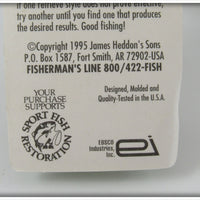 If one retrieve style does not prove effective,
try another until you find one that produces
the desired results. Good fishing!
©Copyright 1995 James Heddon's Sons
P.O. Box 1587, Fort Smith, AR 72902-USA
FISHERMAN'S LINE 800/422-FISH
YOUR
PURCHASE
SUPPORTS
SPORT FISH
RESTORATION
Designed, Molded and
Quality-Tested in the U.S.A.
EBSCO
Industries,
Inc.
ei